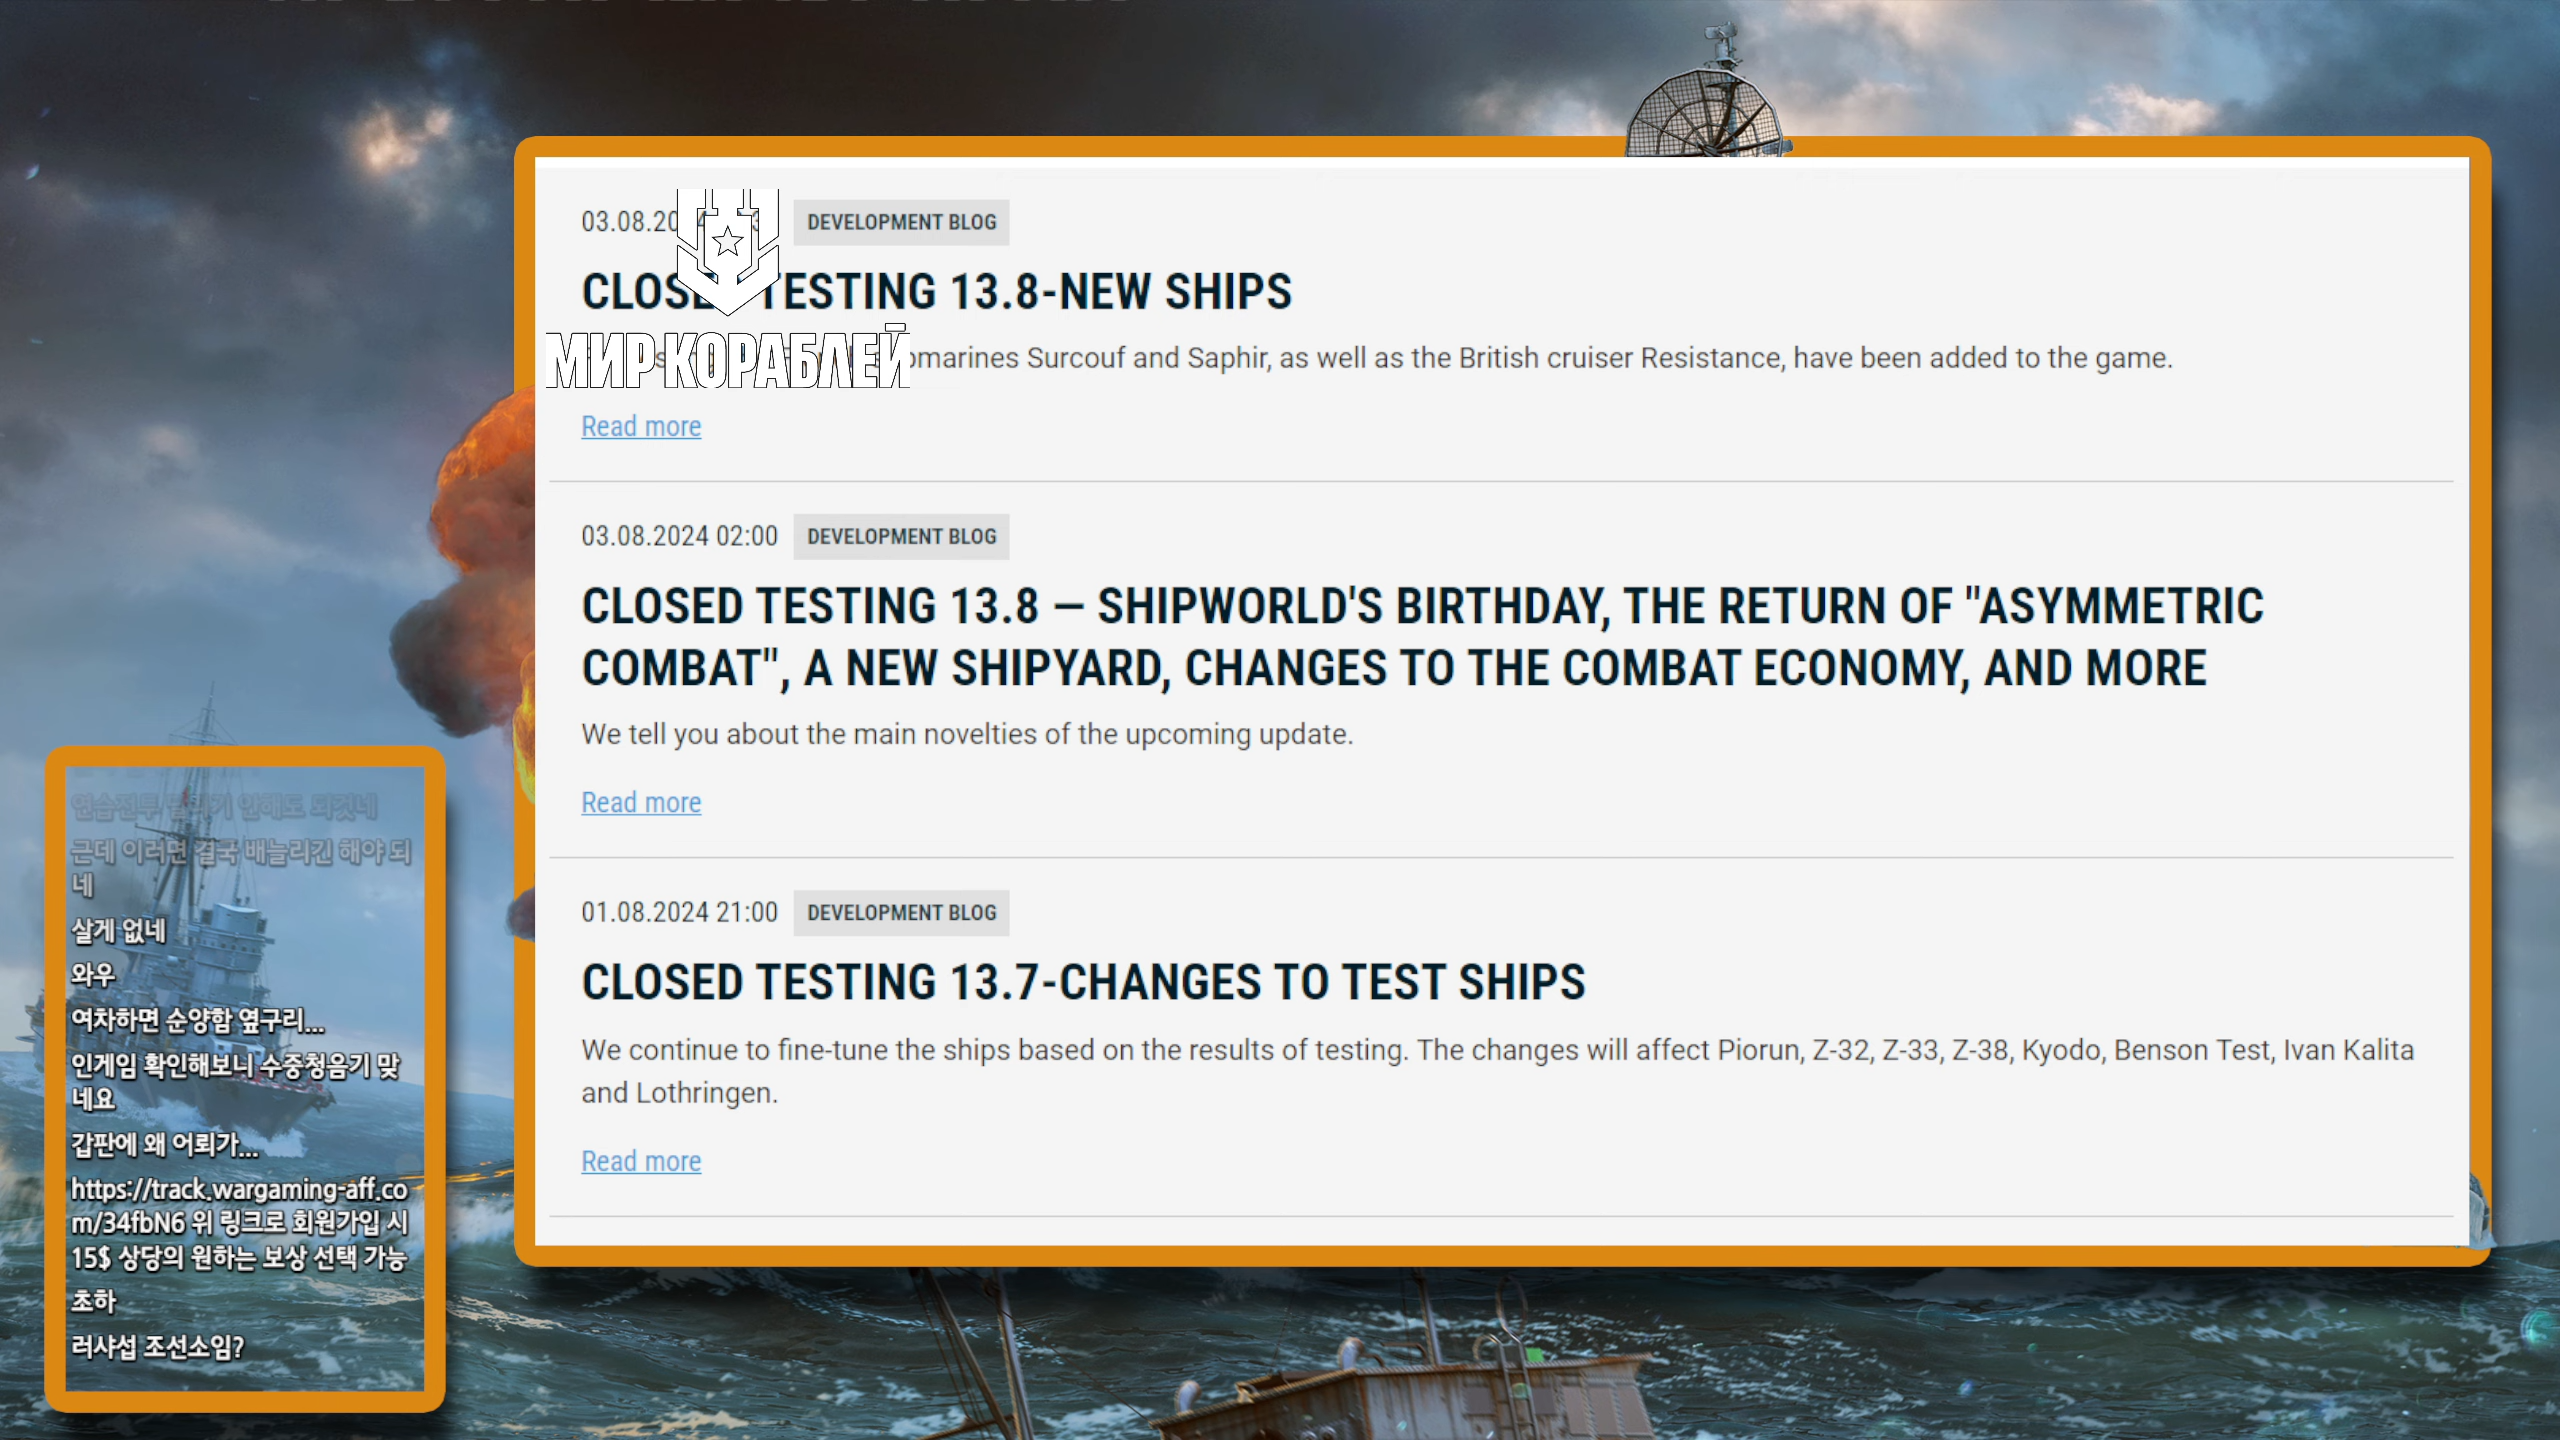 03.08.20
DEVELOPMENT BLOG
CLOSED TESTING 13.8-NEW SHIPS
МИР КОРАБЛЕЙ
Surcouf and Saphir, as well as the British cruiser Resistance, have been added to the game.
Read more
03.08.2024 02:00
DEVELOPMENT BLOG
CLOSED TESTING 13.8 — SHIPWORLD'S BIRTHDAY, THE RETURN OF "ASYMMETRIC
COMBAT", A NEW SHIPYARD, CHANGES TO THE COMBAT ECONOMY, AND MORE
We tell you about the main novelties of the upcoming update.
Read more
01.08.2024 21:00
DEVELOPMENT BLOG
CLOSED TESTING 13.7-CHANGES TO TEST SHIPS
We continue to fine-tune the ships based on the results of testing. The changes will affect Piorun, Z-32, Z-33, Z-38, Kyodo, Benson Test, Ivan Kalita
and Lothringen.
Read more
안해도 되것네
근데 이러면 결국 배늘리긴 해야 되
네
살게 없네
와우
여차하면 순양함 옆구리...
인게임 확인해보니 수중청음기 맞
네요
갑판에 왜 어뢰가...
https://track.wargaming-aff.co
m/34fbN6 위 링크로 회원가입 시
15$ 상당의 원하는 보상 선택 가능
초하
러샤섭 조선소임?